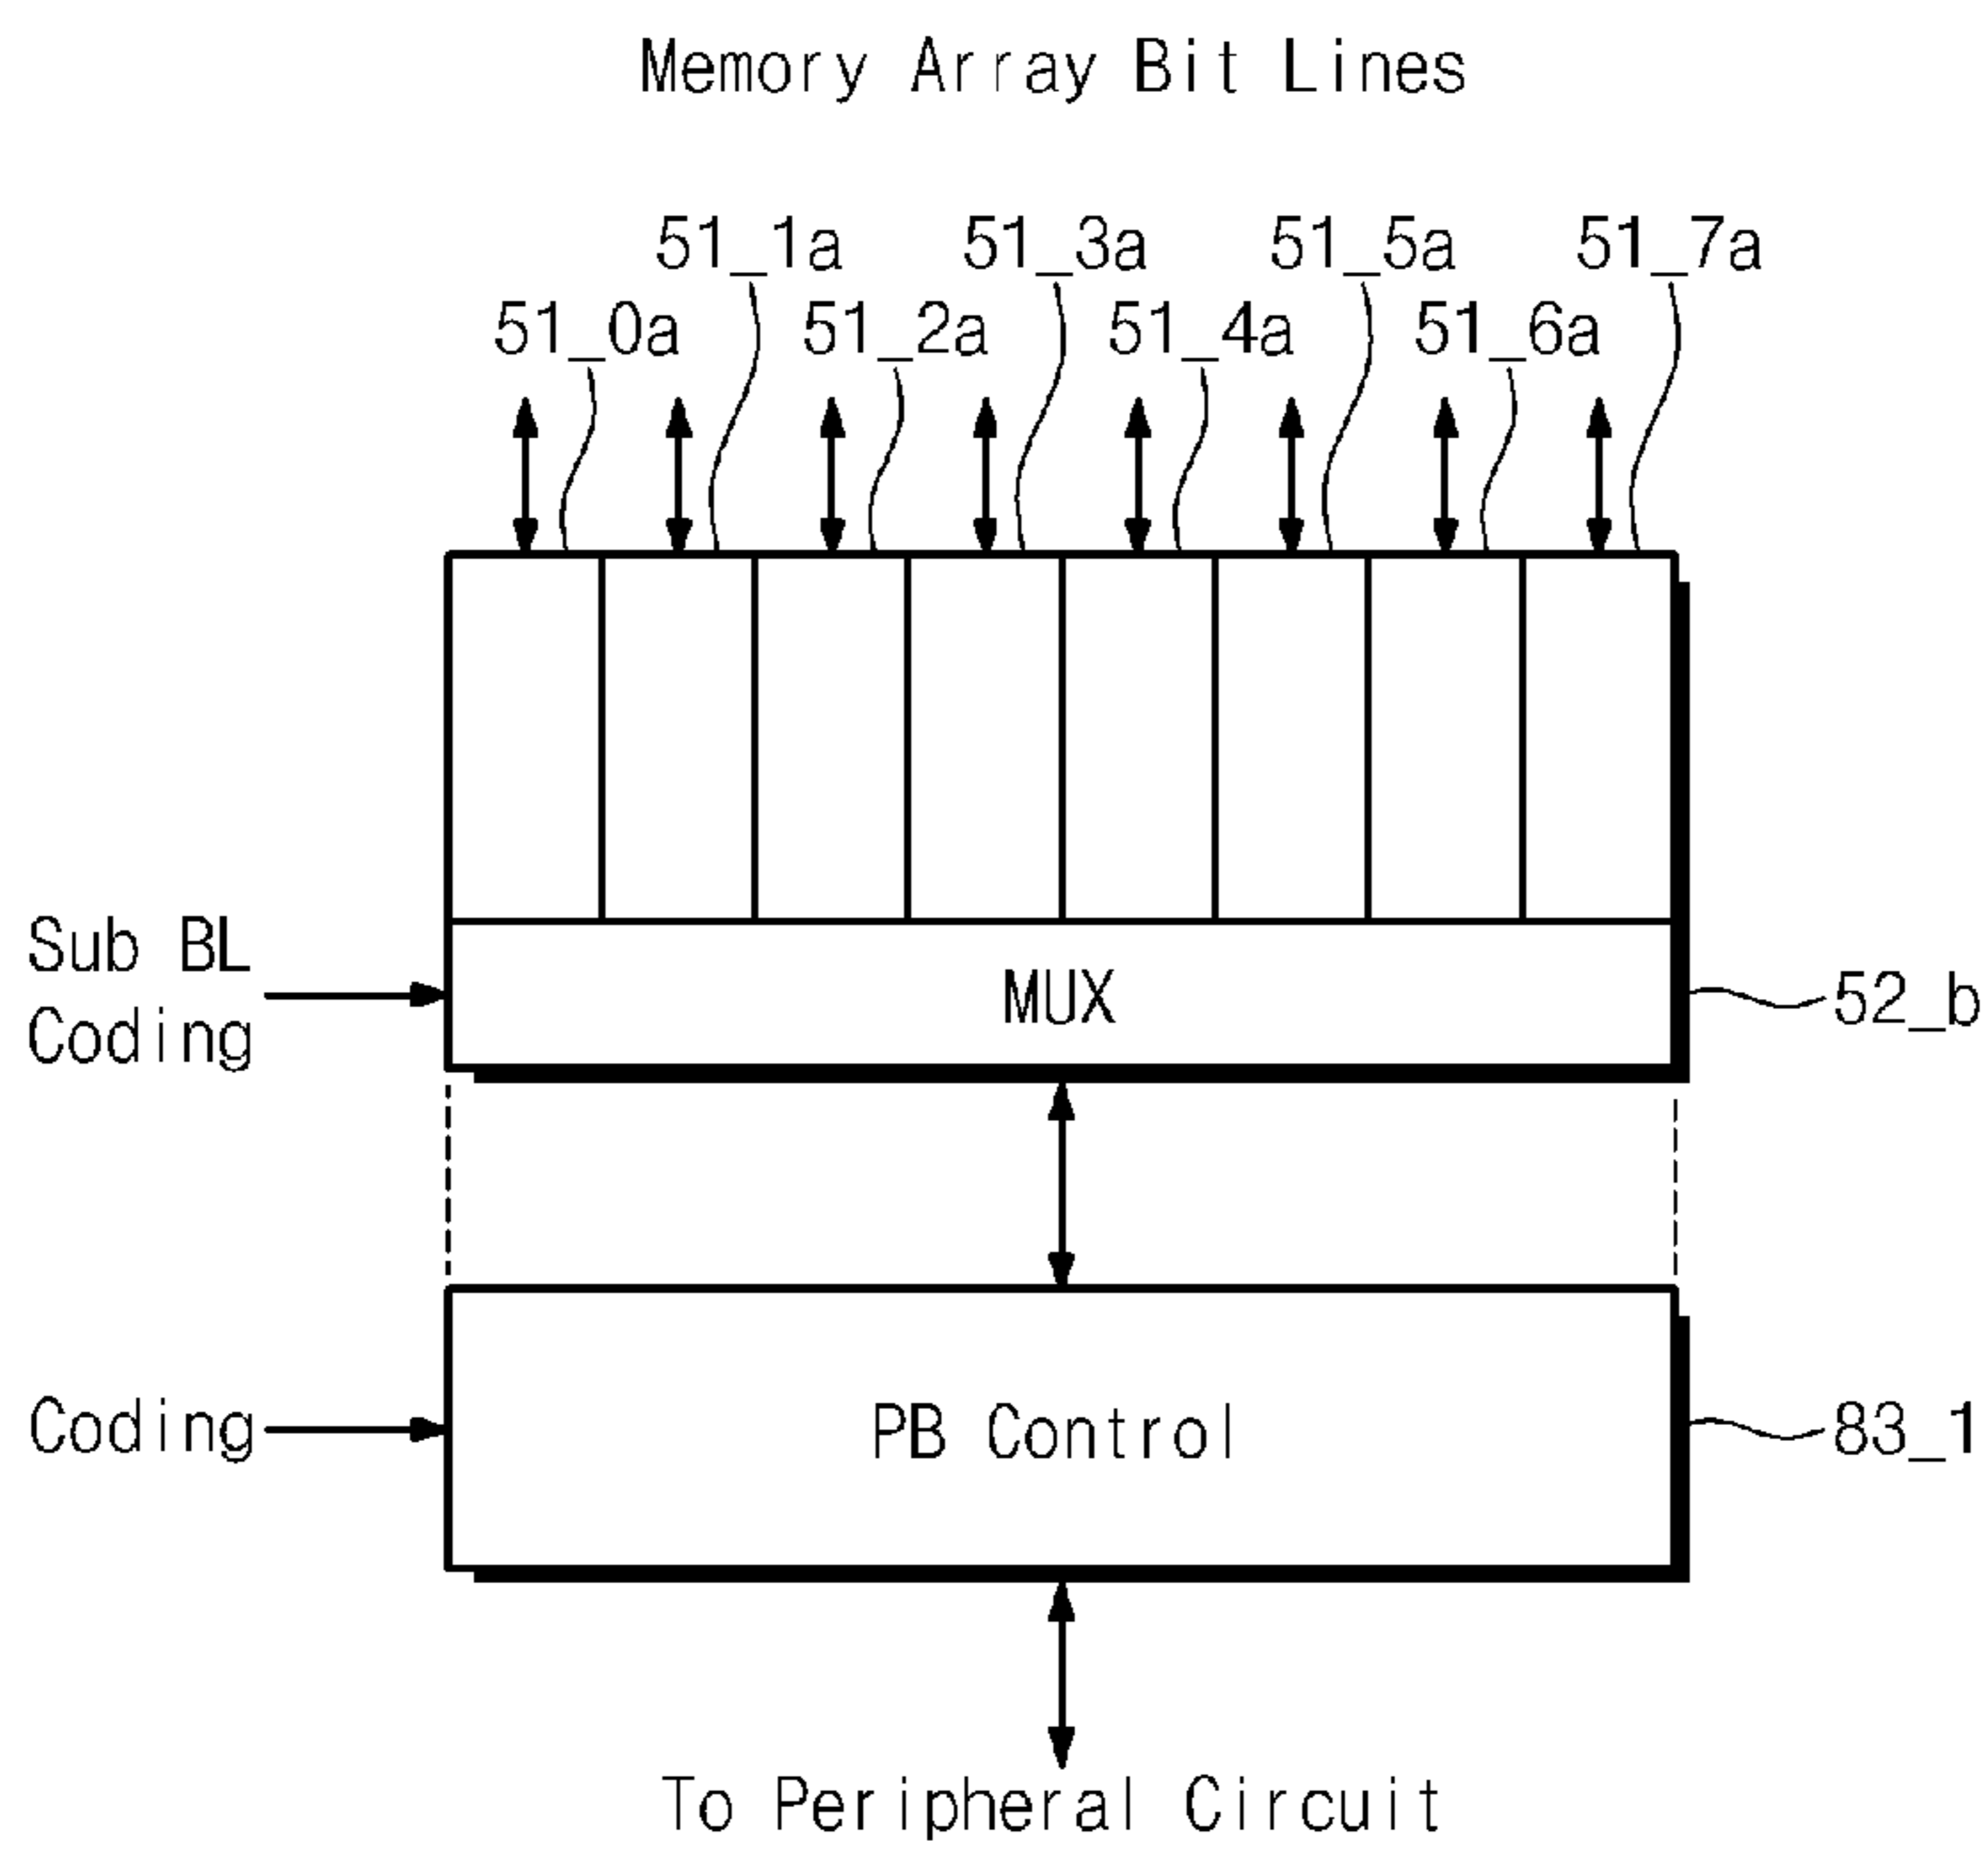 Memory Array Bit Lines
51_1a 51_3a 51_5a 51_7a
51_0a 51_2a 51_4a 51_6a
Sub BL
Coding
MUX
52_b
Coding
PB Control
83_1
To Peripheral Circuit